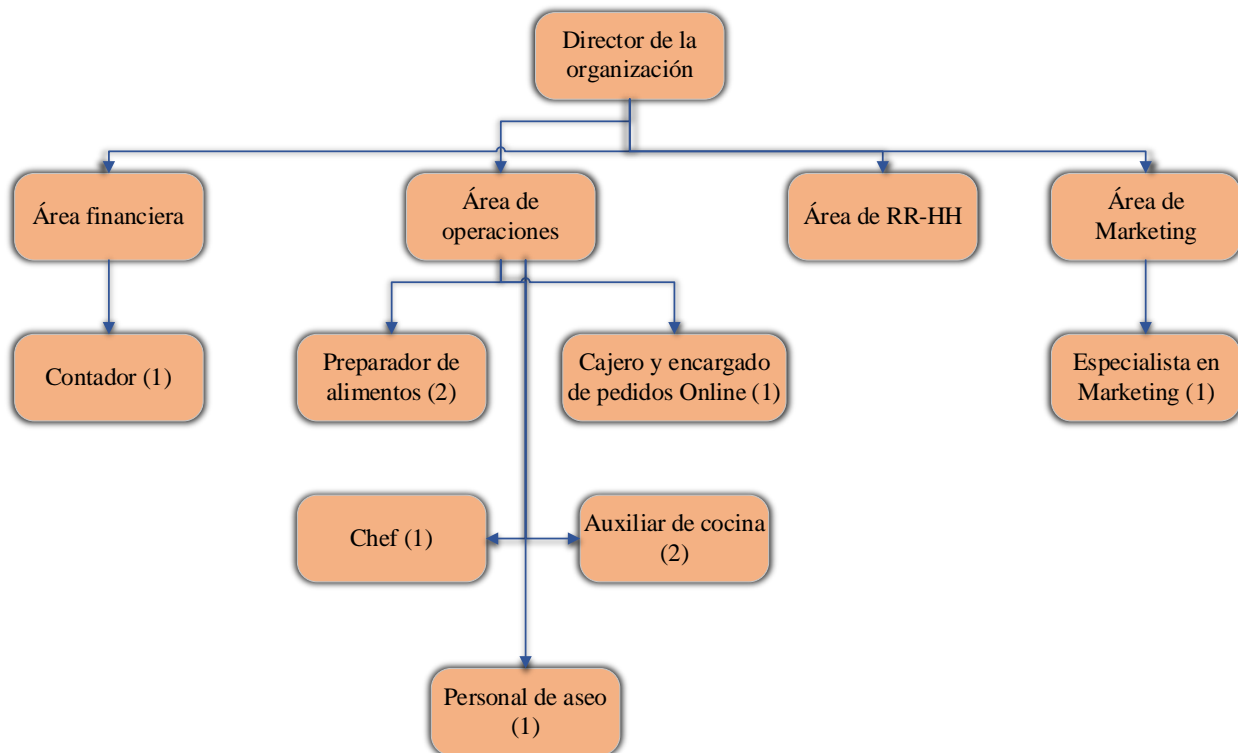 Director de la
organización
Área financiera
Área de
operaciones
Área de RR-HH
Área de
Marketing
Contador (1)
Preparador de
alimentos (2)
Cajero y encargado
de pedidos Online (1)
Especialista en
Marketing (1)
Chef (1)
Auxiliar de cocina
(2)
Personal de aseo
(1)